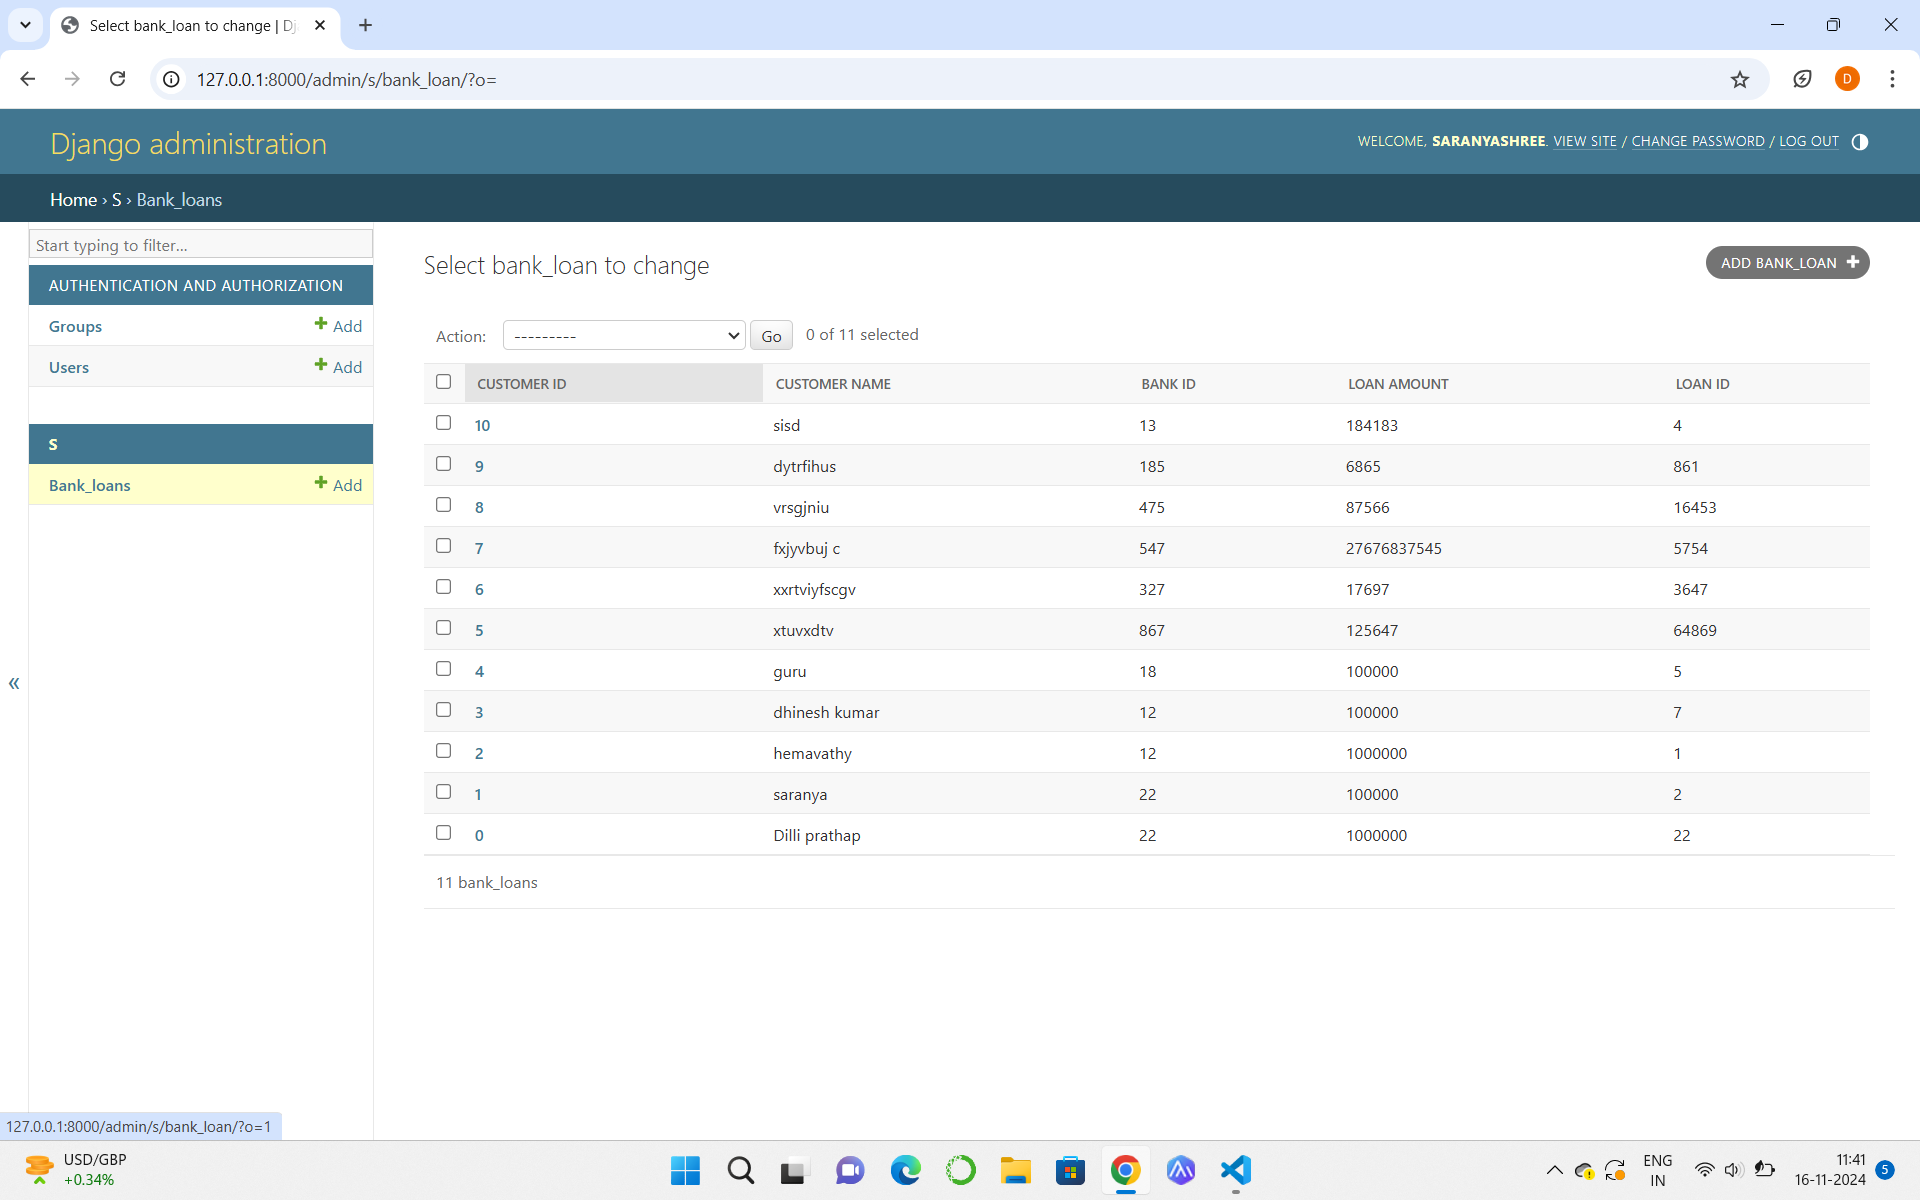 Select bank_loan to change | Dj
127.0.0.1:8000/admin/s/bank_loan/?o=
D
Django administration
WELCOME, SARANYASHREE. VIEW SITE / CHANGE PASSWORD / LOG OUT
Home › S › Bank_loans
Start typing to filter...
AUTHENTICATION AND AUTHORIZATION
Groups + Add
Users + Add
S
Bank_loans + Add
«
Select bank_loan to change
ADD BANK_LOAN +
Action: --------- Go 0 of 11 selected
CUSTOMER ID CUSTOMER NAME BANK ID LOAN AMOUNT LOAN ID
10 sisd 13 184183 4
9 dytrfihus 185 6865 861
8 vrsgjniu 475 87566 16453
7 fxjyvbuj c 547 27676837545 5754
6 xxrtviyfscgv 327 17697 3647
5 xtuvxdtv 867 125647 64869
4 guru 18 100000 5
3 dhinesh kumar 12 100000 7
2 hemavathy 12 1000000 1
1 saranya 22 100000 2
0 Dilli prathap 22 1000000 22
11 bank_loans
127.0.0.1:8000/admin/s/bank_loan/?o=1
USD/GBP
+0.34%
ENG
IN
11:41
16-11-2024
5